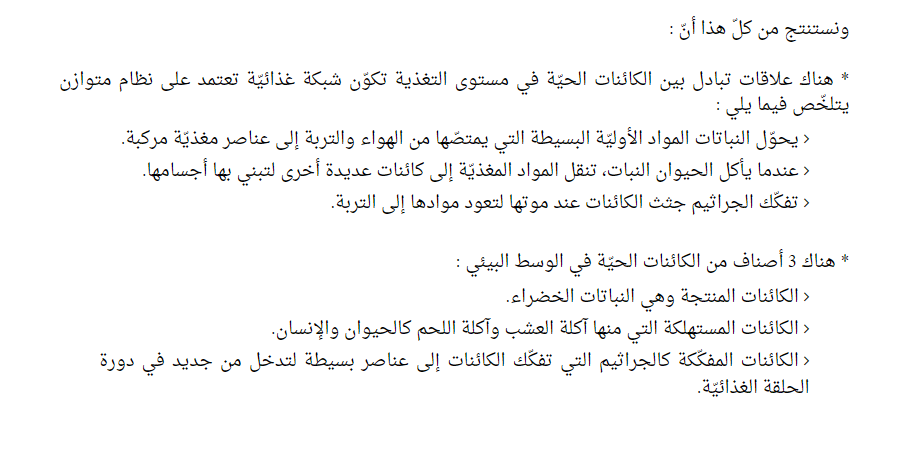 ونستنتج من كلّ هذا أنّ :
* هناك علاقات تبادل بين الكائنات الحيّة في مستوى التغذية تكوّن شبكة غذائيّة تعتمد على نظام متوازن
يتلخّص فيما يلي :
‹ يحوّل النباتات المواد الأوليّة البسيطة التي يمتصّها من الهواء والتربة إلى عناصر مغذيّة مركبة.
‹ عندما يأكل الحيوان النبات، تنقل المواد المغذيّة إلى كائنات عديدة أخرى لتبني بها أجسامها.
‹ تفكّك الجراثيم جثث الكائنات عند موتها لتعود موادها إلى التربة.
* هناك 3 أصناف من الكائنات الحيّة في الوسط البيئي :
‹ الكائنات المنتجة وهي النباتات الخضراء.
‹ الكائنات المستهلكة التي منها آكلة العشب وآكلة اللحم كالحيوان والإنسان.
‹ الكائنات المفكّكة كالجراثيم التي تفكّك الكائنات إلى عناصر بسيطة لتدخل من جديد في دورة
الحلقة الغذائيّة.